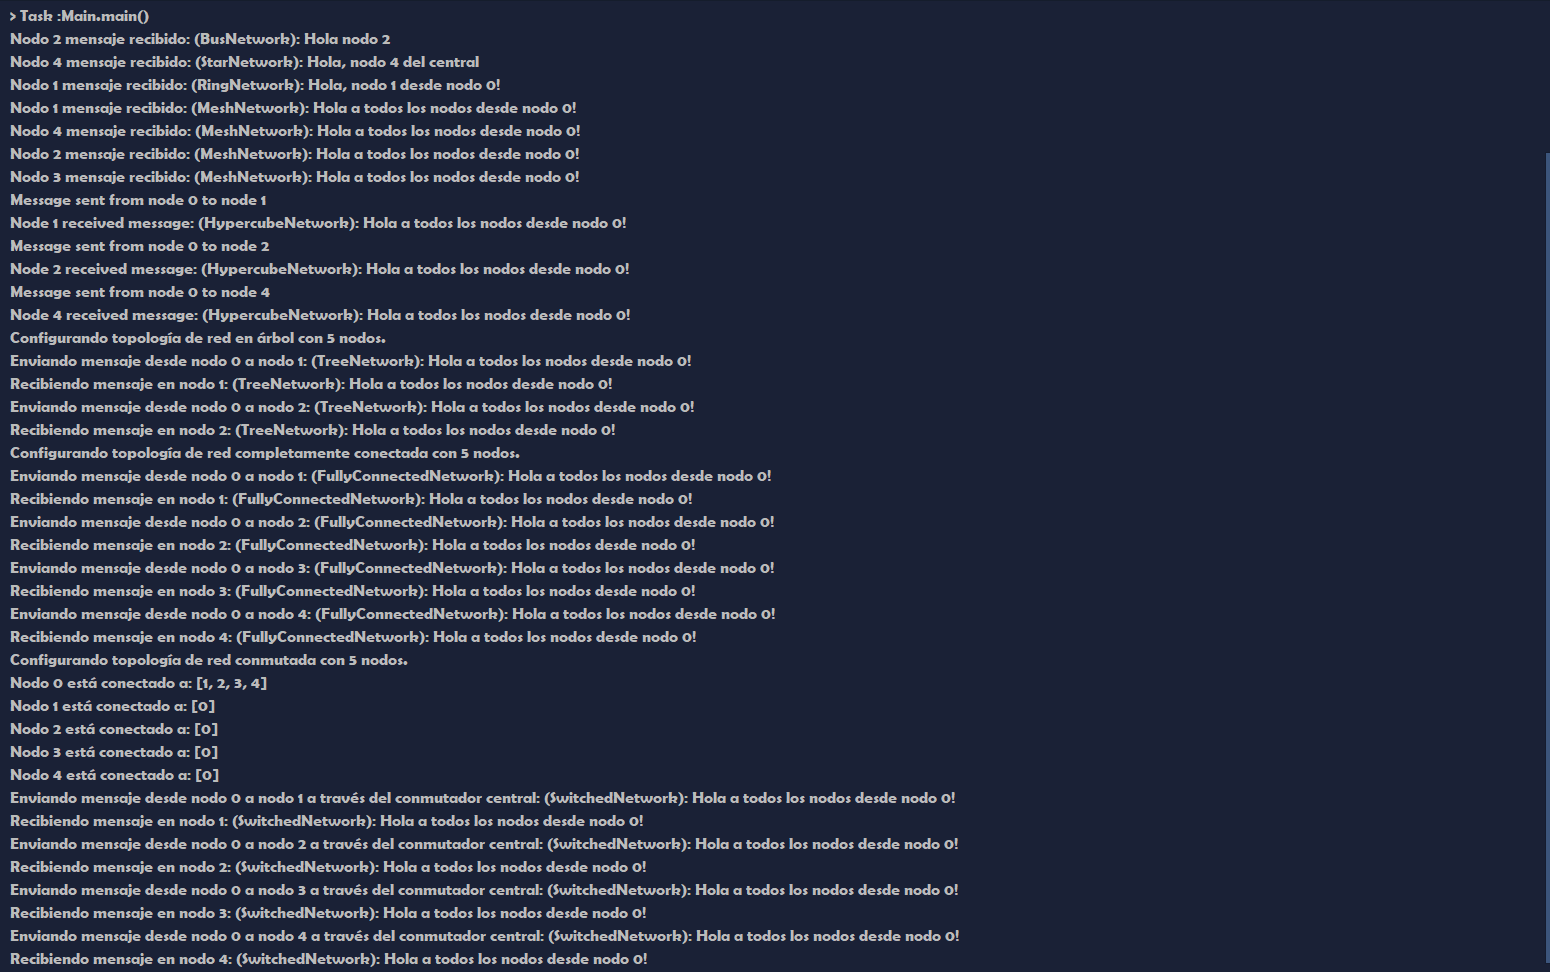 > Task :Main.main()
Nodo 2 mensaje recibido: (BusNetwork): Hola nodo 2
Nodo 4 mensaje recibido: (StarNetwork): Hola, nodo 4 del central
Nodo 1 mensaje recibido: (RingNetwork): Hola, nodo 1 desde nodo 0!
Nodo 1 mensaje recibido: (MeshNetwork): Hola a todos los nodos desde nodo 0!
Nodo 4 mensaje recibido: (MeshNetwork): Hola a todos los nodos desde nodo 0!
Nodo 2 mensaje recibido: (MeshNetwork): Hola a todos los nodos desde nodo 0!
Nodo 3 mensaje recibido: (MeshNetwork): Hola a todos los nodos desde nodo 0!
Message sent from node 0 to node 1
Node 1 received message: (HypercubeNetwork): Hola a todos los nodos desde nodo 0!
Message sent from node 0 to node 2
Node 2 received message: (HypercubeNetwork): Hola a todos los nodos desde nodo 0!
Message sent from node 0 to node 4
Node 4 received message: (HypercubeNetwork): Hola a todos los nodos desde nodo 0!
Configurando topología de red en árbol con 5 nodos.
Enviando mensaje desde nodo 0 a nodo 1: (TreeNetwork): Hola a todos los nodos desde nodo 0!
Recibiendo mensaje en nodo 1: (TreeNetwork): Hola a todos los nodos desde nodo 0!
Enviando mensaje desde nodo 0 a nodo 2: (TreeNetwork): Hola a todos los nodos desde nodo 0!
Recibiendo mensaje en nodo 2: (TreeNetwork): Hola a todos los nodos desde nodo 0!
Configurando topología de red completamente conectada con 5 nodos.
Enviando mensaje desde nodo 0 a nodo 1: (FullyConnectedNetwork): Hola a todos los nodos desde nodo 0!
Recibiendo mensaje en nodo 1: (FullyConnectedNetwork): Hola a todos los nodos desde nodo 0!
Enviando mensaje desde nodo 0 a nodo 2: (FullyConnectedNetwork): Hola a todos los nodos desde nodo 0!
Recibiendo mensaje en nodo 2: (FullyConnectedNetwork): Hola a todos los nodos desde nodo 0!
Enviando mensaje desde nodo 0 a nodo 3: (FullyConnectedNetwork): Hola a todos los nodos desde nodo 0!
Recibiendo mensaje en nodo 3: (FullyConnectedNetwork): Hola a todos los nodos desde nodo 0!
Enviando mensaje desde nodo 0 a nodo 4: (FullyConnectedNetwork): Hola a todos los nodos desde nodo 0!
Recibiendo mensaje en nodo 4: (FullyConnectedNetwork): Hola a todos los nodos desde nodo 0!
Configurando topología de red conmutada con 5 nodos.
Nodo 0 está conectado a: [1, 2, 3, 4]
Nodo 1 está conectado a: [0]
Nodo 2 está conectado a: [0]
Nodo 3 está conectado a: [0]
Nodo 4 está conectado a: [0]
Enviando mensaje desde nodo 0 a nodo 1 a través del conmutador central: (SwitchedNetwork): Hola a todos los nodos desde nodo 0!
Recibiendo mensaje en nodo 1: (SwitchedNetwork): Hola a todos los nodos desde nodo 0!
Enviando mensaje desde nodo 0 a nodo 2 a través del conmutador central: (SwitchedNetwork): Hola a todos los nodos desde nodo 0!
Recibiendo mensaje en nodo 2: (SwitchedNetwork): Hola a todos los nodos desde nodo 0!
Enviando mensaje desde nodo 0 a nodo 3 a través del conmutador central: (SwitchedNetwork): Hola a todos los nodos desde nodo 0!
Recibiendo mensaje en nodo 3: (SwitchedNetwork): Hola a todos los nodos desde nodo 0!
Enviando mensaje desde nodo 0 a nodo 4 a través del conmutador central: (SwitchedNetwork): Hola a todos los nodos desde nodo 0!
Recibiendo mensaje en nodo 4: (SwitchedNetwork): Hola a todos los nodos desde nodo 0!